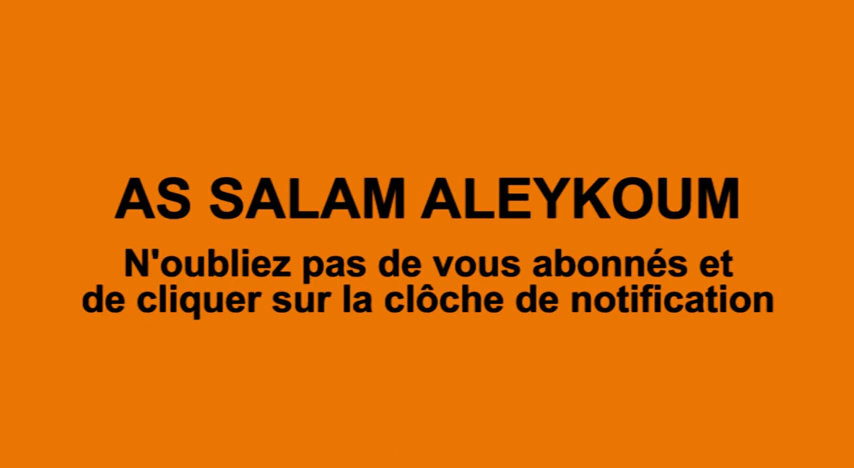 AS SALAM ALEYKOUM
N'oubliez pas de vous abonnés et
de cliquer sur la clôche de notification